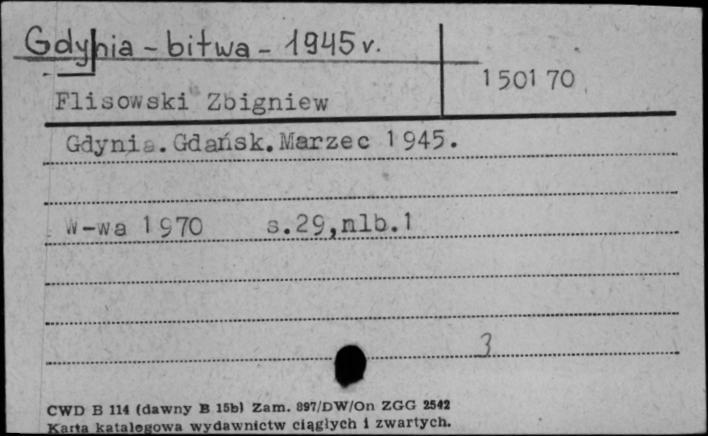 Gdynia - bitwa - 1945 r.
150170
Flisowski Zbigniew
Gdynia. Gdańsk. Marzec 1945.
W-wa 1970 s.29,nlb.1
3
CWD B 114 (dawny B 15b) Zam. 897/DW/On ZGG 2542
Karta katalogowa wydawnictw ciągłych i zwartych.